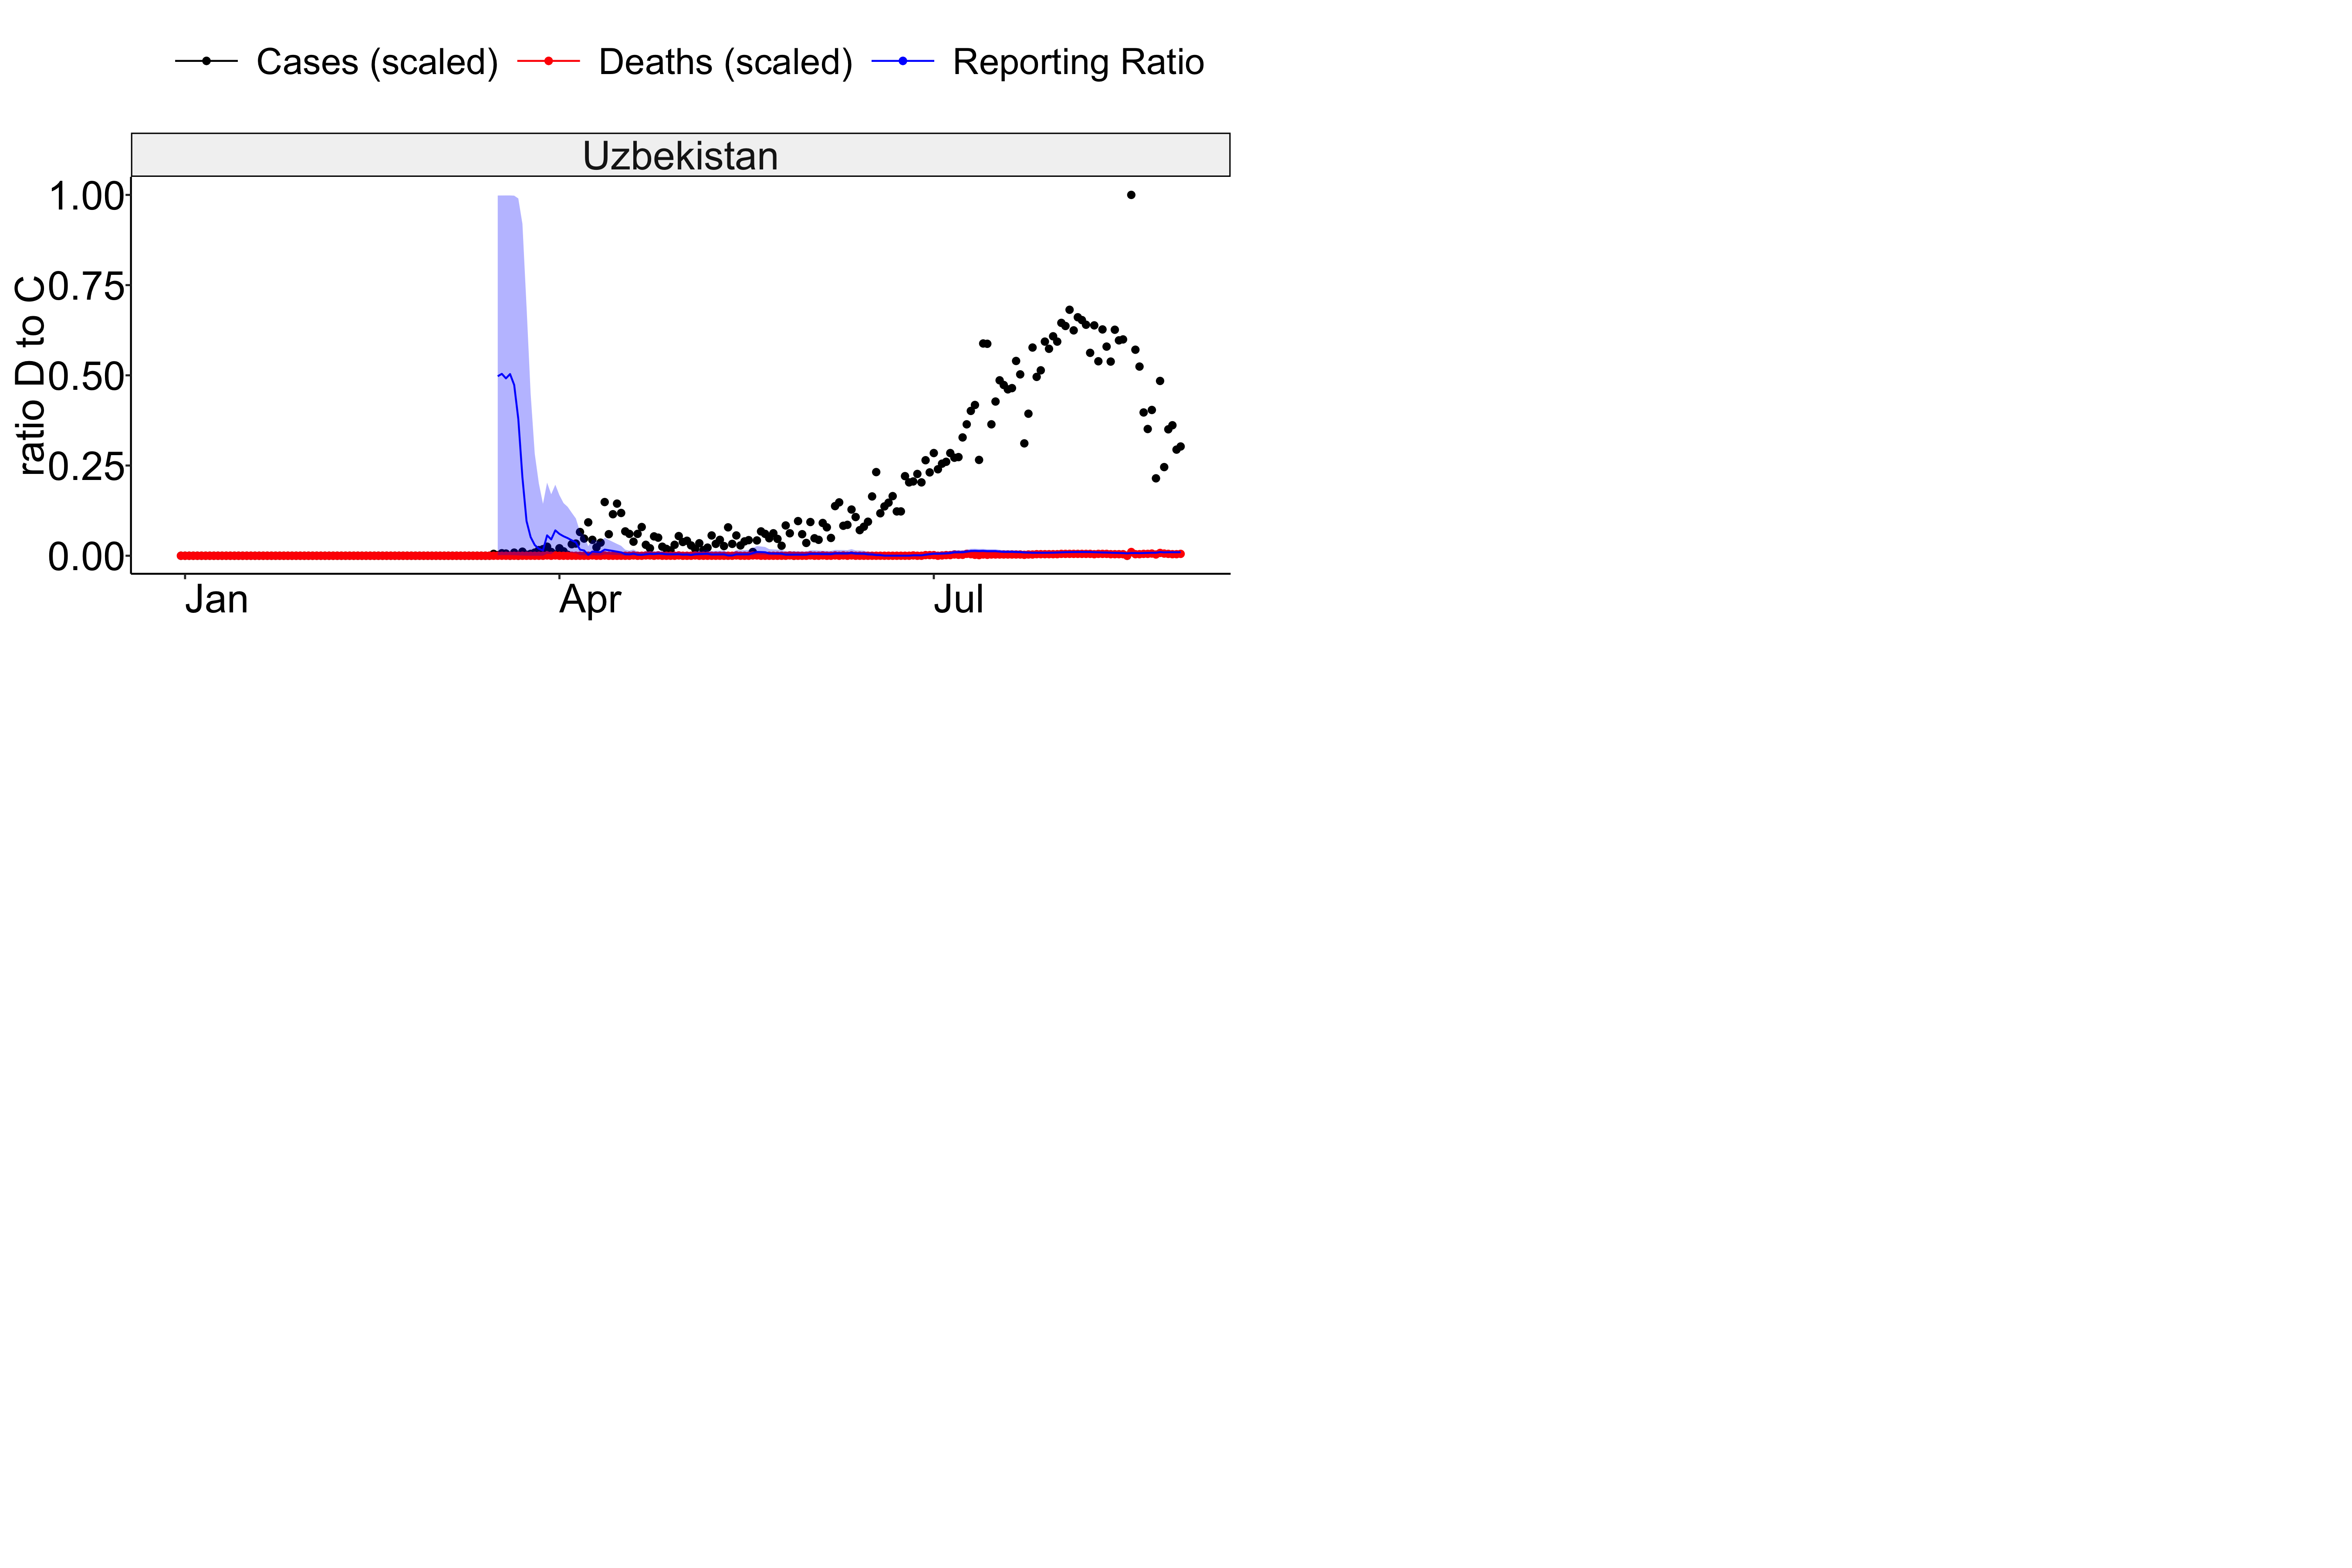 Cases (scaled) Deaths (scaled) Reporting Ratio
Uzbekistan
ratio D to C
1.00
0.75
0.50
0.25
0.00
Jan Apr Jul